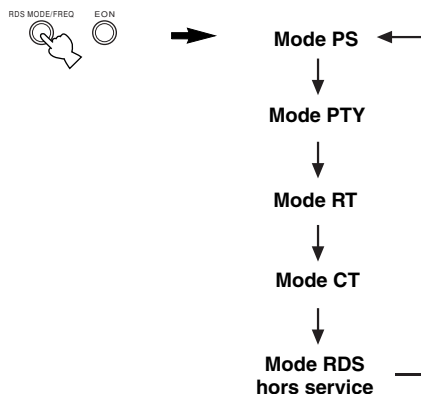 RDS MODE/FREQ EON
Mode PS
Mode PTY
Mode RT
Mode CT
Mode RDS
hors service